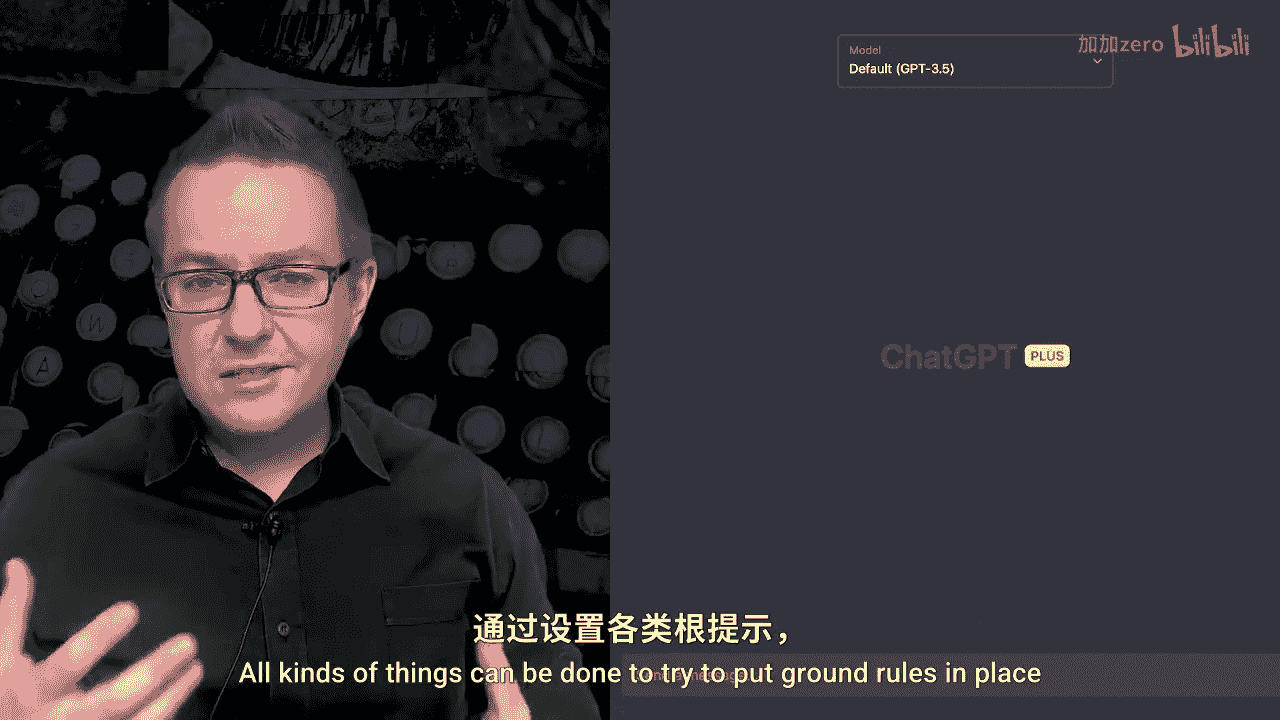 Model
Default (GPT-3.5)
加加zero bilibili
ChatGPT PLUS
通过设置各类根提示，
All kinds of things can be done to try to put ground rules in place